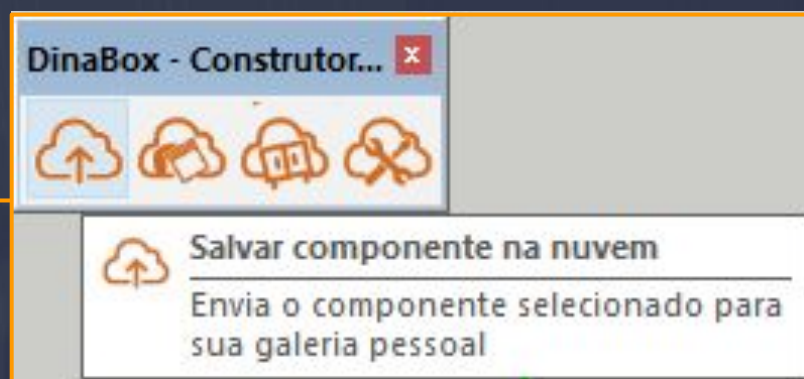 DinaBox - Construtor...
Salvar componente na nuvem
Envia o componente selecionado para
sua galeria pessoal